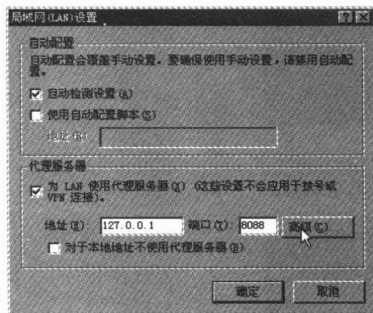 局域网(LAN)设置
自动配置
自动配置会覆盖手动设置。要确保使用手动设置，请禁用自动配
置。
自动检测设置(A)
使用自动配置脚本(S)
地址(R)
代理服务器
为 LAN 使用代理服务器(X) (这些设置不会应用于拨号或
VPN 连接)。
地址(E): 127.0.0.1 端口(T): 8088 高级(C)
对于本地地址不使用代理服务器(B)
确定 取消